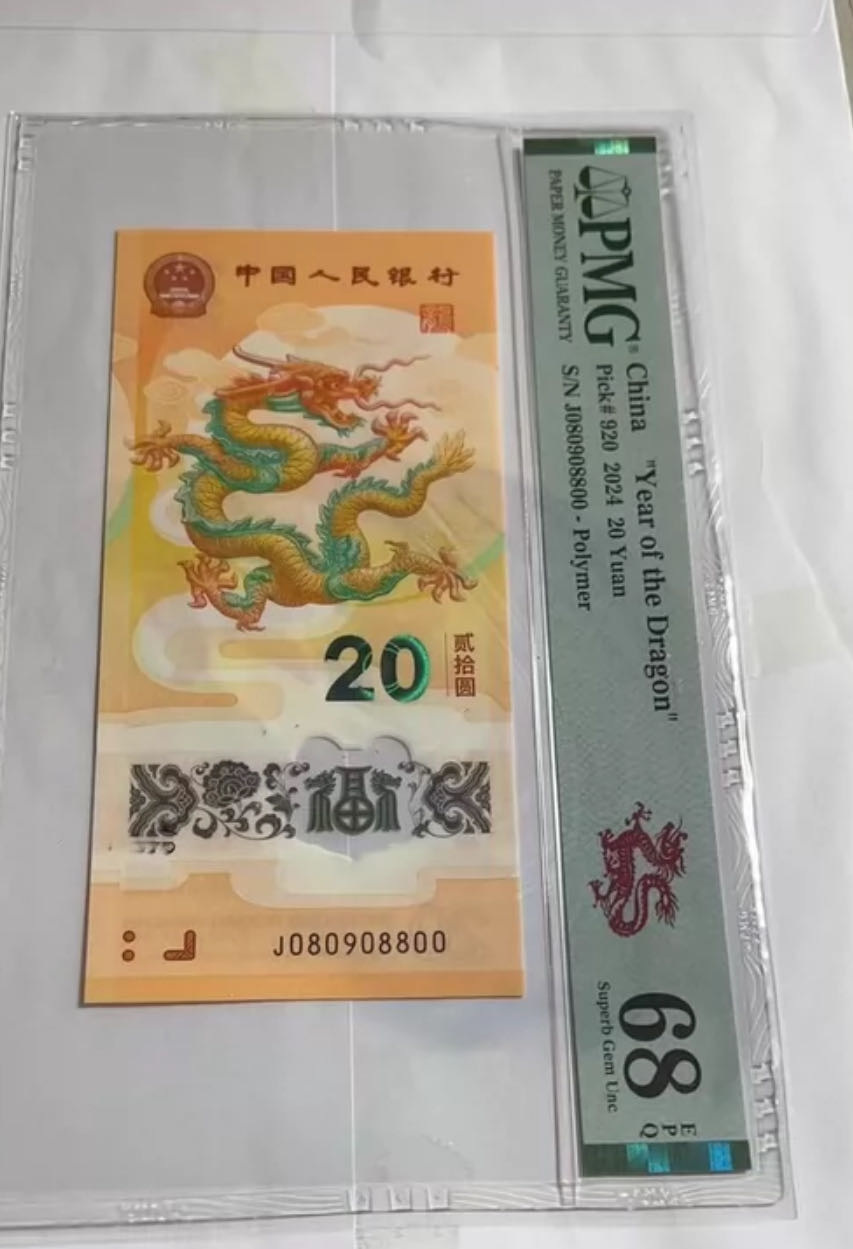 中国人民银行
20
贰拾圆
J080908800
PMG®
PAPER MONEY GUARANTY
China "Year of the Dragon"
Pick# 920 2024 20 Yuan
S/N J080908800 - Polymer
68
EPQ
Superb Gem Unc